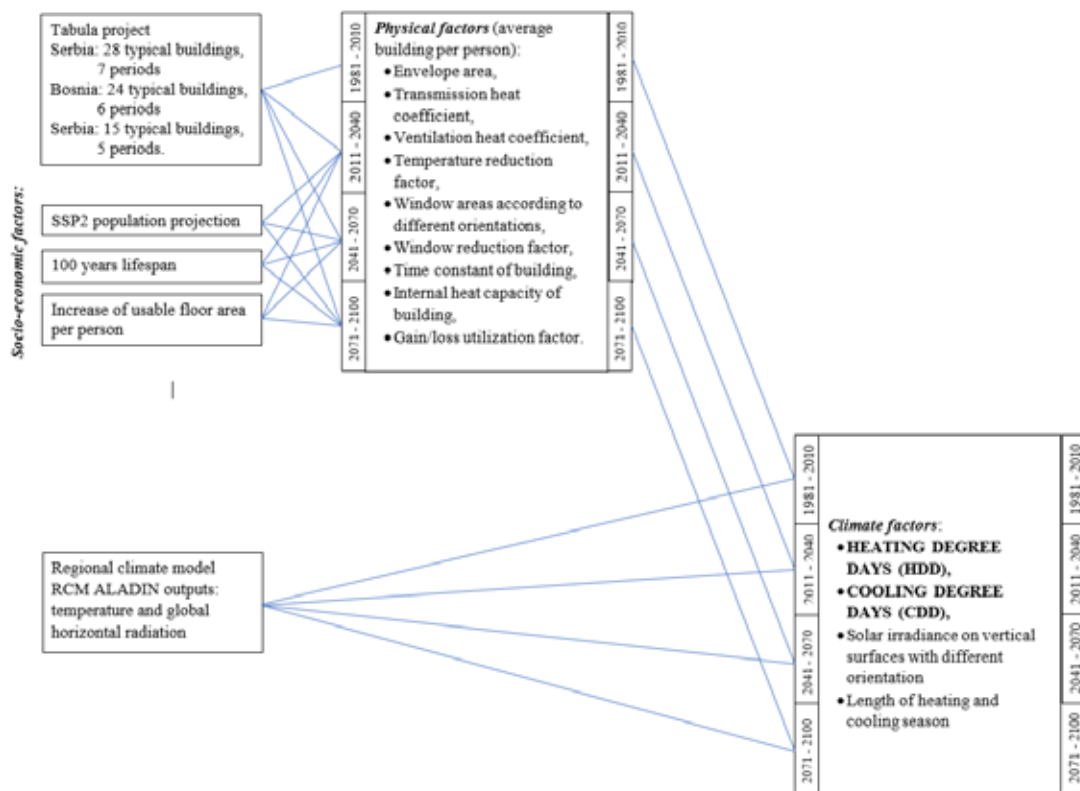 Socio-economic factors:
Tabula project
Serbia: 28 typical buildings,
7 periods
Bosnia: 24 typical buildings,
6 periods
Serbia: 15 typical buildings,
5 periods.
SSP2 population projection
100 years lifespan
Increase of usable floor area
per person
1981 - 2010
2011 - 2040
2041 - 2070
2071 - 2100
Physical factors (average
building per person):
• Envelope area,
• Transmission heat
coefficient,
• Ventilation heat coefficient,
• Temperature reduction
factor,
• Window areas according to
different orientations,
• Window reduction factor,
• Time constant of building,
• Internal heat capacity of
building,
• Gain/loss utilization factor.
1981 - 2010
2011 - 2040
2041 - 2070
2071 - 2100
Regional climate model
RCM ALADIN outputs:
temperature and global
horizontal radiation
1981 - 2010
2011 - 2040
2041 - 2070
2071 - 2100
Climate factors:
• HEATING DEGREE
DAYS (HDD),
• COOLING DEGREE
DAYS (CDD),
• Solar irradiance on vertical
surfaces with different
orientation
• Length of heating and
cooling season
1981 - 2010
2011 - 2040
2041 - 2070
2071 - 2100